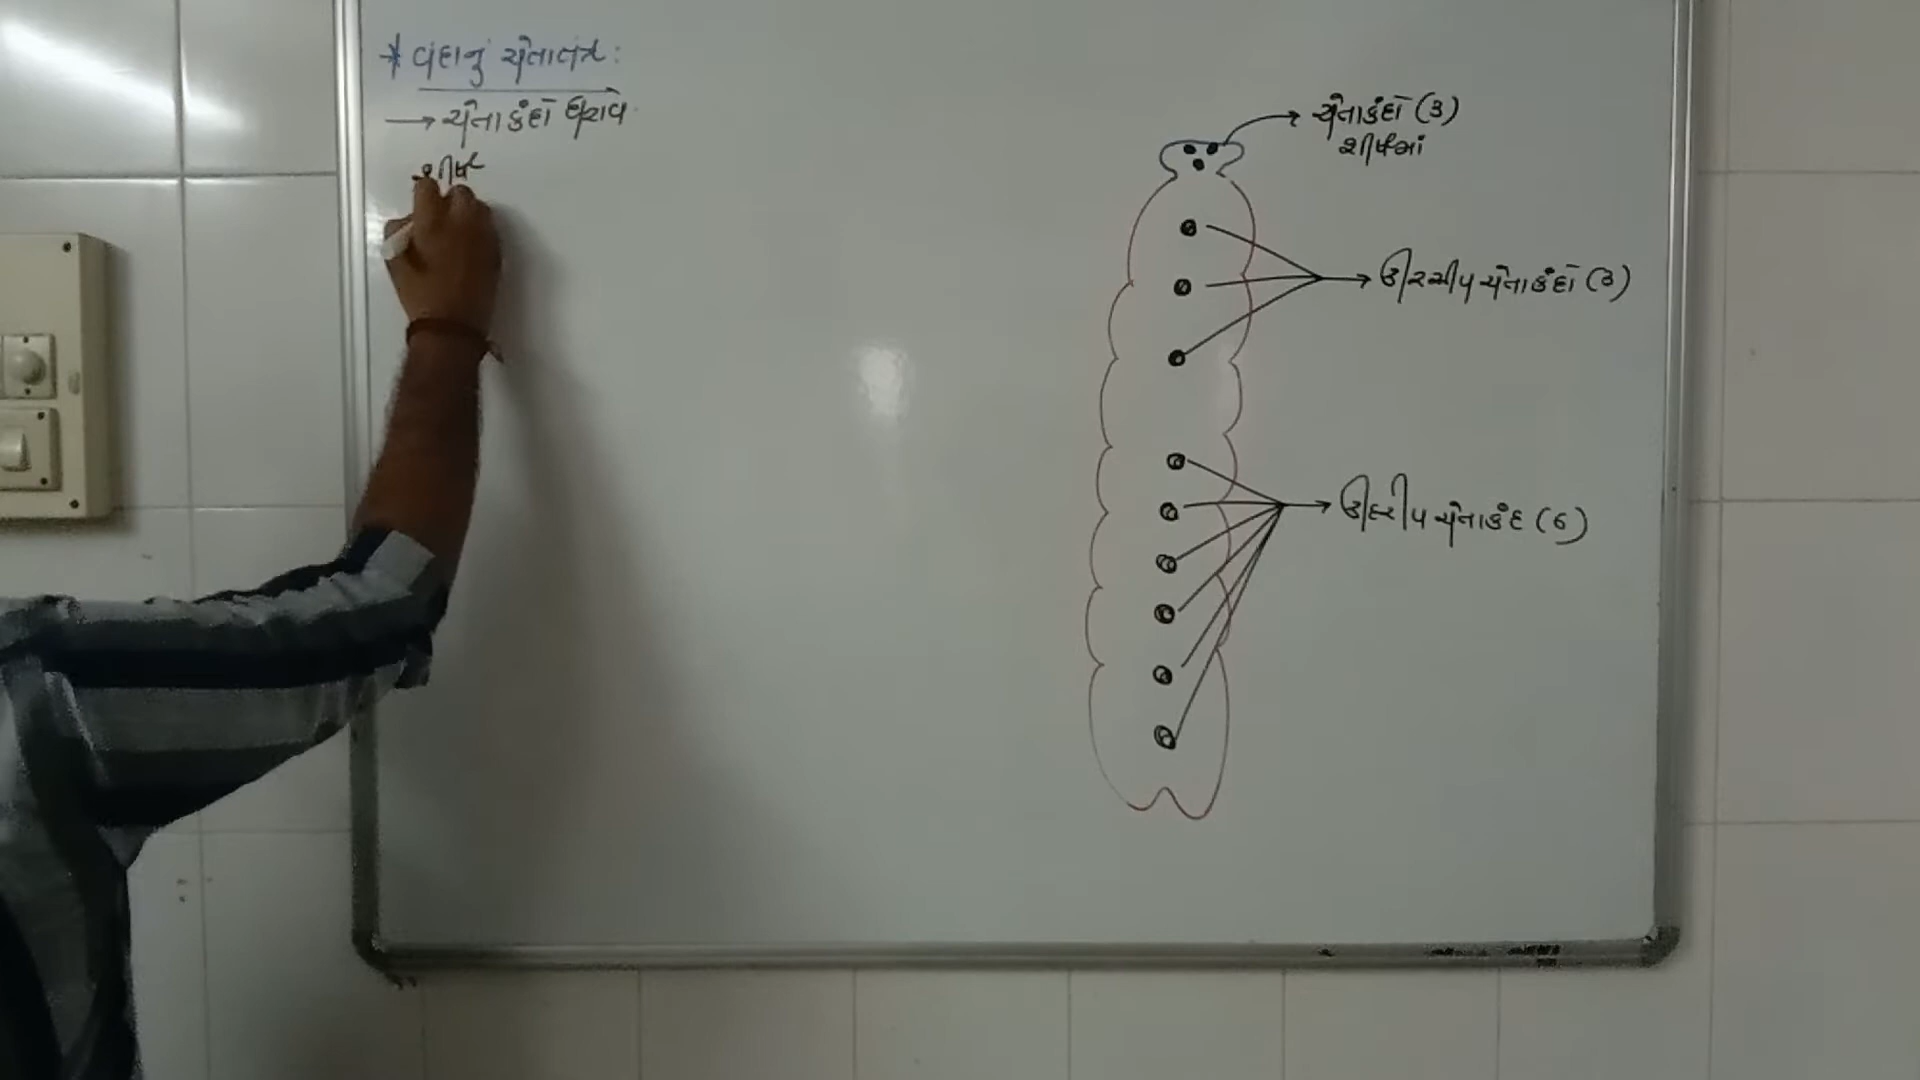 * વંદાનું ચેતાતંત્ર :
→ ચેતાકંદો ધરાવે.
શીર્ષ
ચેતાકંદો (૩)
શીર્ષમાં
ઉરસીય ચેતાકંદો (૩)
ઉદરીય ચેતાકંદ (૬)